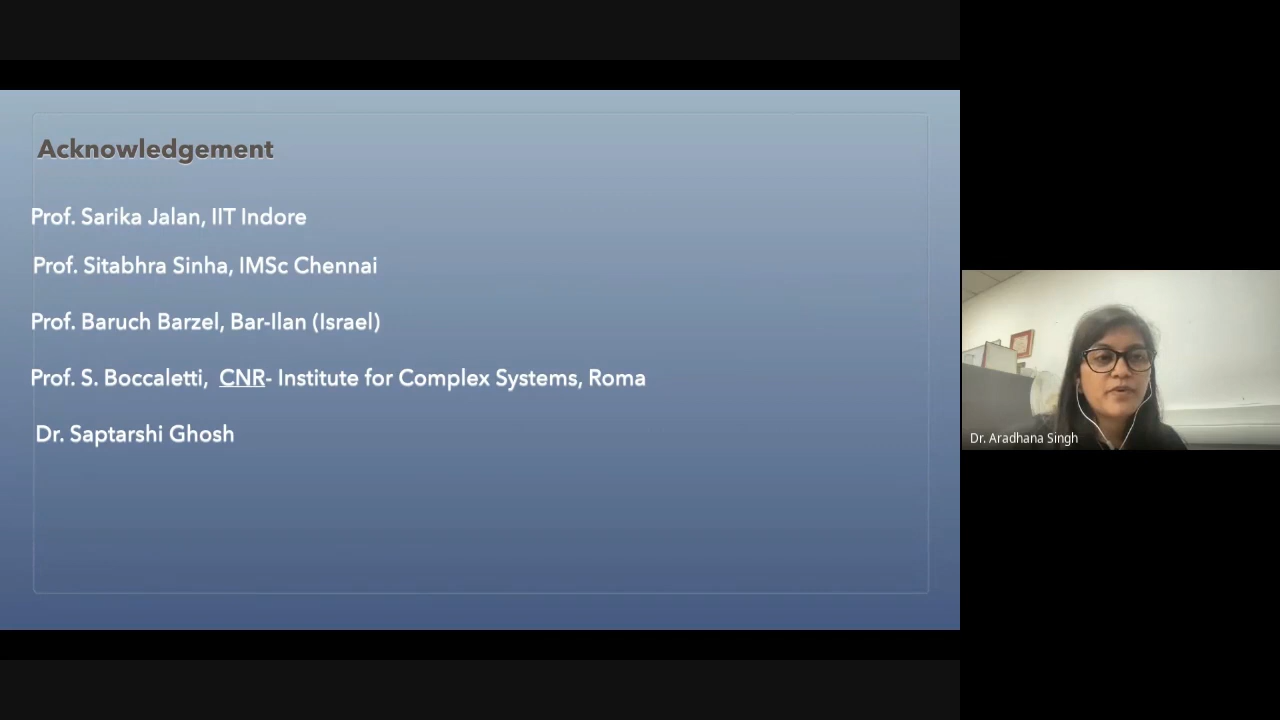 Acknowledgement
Prof. Sarika Jalan, IIT Indore
Prof. Sitabhra Sinha, IMSc Chennai
Prof. Baruch Barzel, Bar-Ilan (Israel)
Prof. S. Boccaletti, CNR- Institute for Complex Systems, Roma
Dr. Saptarshi Ghosh
Dr. Aradhana Singh